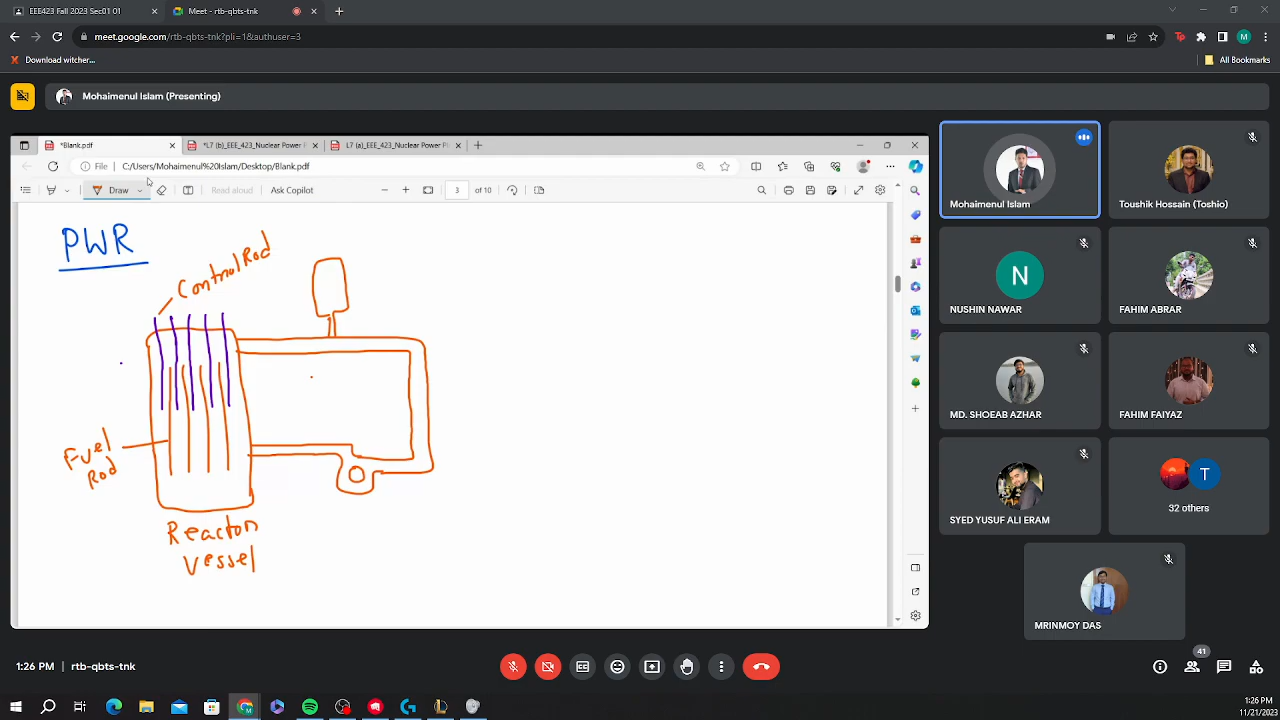 EEE423 Fall 2023 Sec01 01
Meet - rtb-qbts-tnk
meet.google.com/rtb-qbts-tnk?pli=1&authuser=3
Download witcher...
All Bookmarks
Mohaimenul Islam (Presenting)
*Blank.pdf
*L7 (b)_EEE_423_Nuclear Power F
L7 (a)_EEE_423_Nuclear Power Pl
File
C:/Users/Mohaimenul%20Islam/Desktop/Blank.pdf
Draw
Read aloud
Ask Copilot
3
of 10
PWR
Control Rod
Fuel
Rod
Reactor
Vessel
Mohaimenul Islam
Toushik Hossain (Toshio)
N
NUSHIN NAWAR
FAHIM ABRAR
MD. SHOEAB AZHAR
FAHIM FAIYAZ
SYED YUSUF ALI ERAM
T
32 others
MRINMOY DAS
1:26 PM | rtb-qbts-tnk
41
1:26 PM
11/21/2023